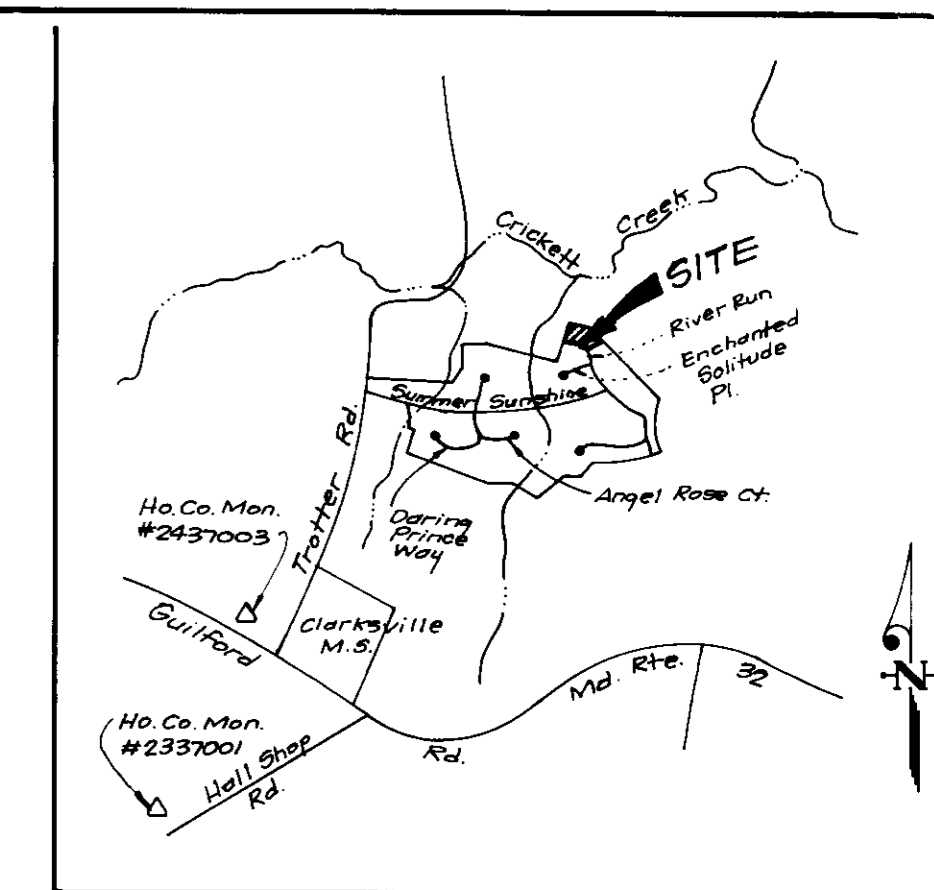 Crickett Creek
SITE
River Run
Enchanted
Solitude
Pl.
Summer Sunshine
Trotter Rd.
Angel Rose Ct.
Daring
Prince
Way
Ho. Co. Mon.
#2437003
Clarksville
M.S.
Guilford Rd.
Md. Rte. 32
N
Ho. Co. Mon.
#2337001
Hall Shop
Rd.